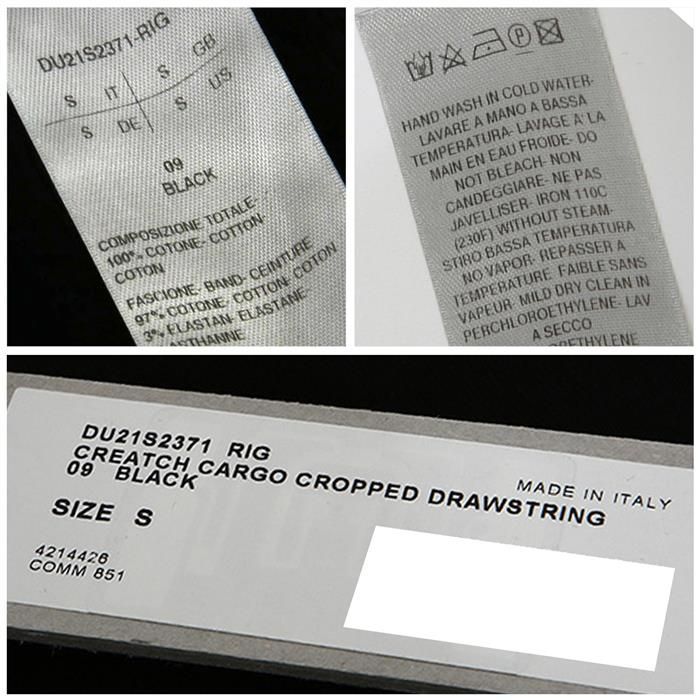 DU21S2371-RIG
S IT S GB
S DE S US
09
BLACK
COMPOSIZIONE TOTALE-
100% COTONE- COTTON-
COTON
FASCIONE- BAND- CEINTURE
97% COTONE- COTTON- COTON
3% ELASTAN- ELASTANE-
HAND WASH IN COLD WATER-
LAVARE A MANO A BASSA
TEMPERATURA- LAVAGE A' LA
MAIN EN EAU FROIDE- DO
NOT BLEACH- NON
CANDEGGIARE- NE PAS
JAVELLISER- IRON 110C
(230F) WITHOUT STEAM-
STIRO BASSA TEMPERATURA
NO VAPOR- REPASSER A
TEMPERATURE FAIBLE SANS
VAPEUR- MILD DRY CLEAN IN
PERCHLOROETHYLENE- LAV
A SECCO
DU21S2371 RIG
CREATCH CARGO CROPPED DRAWSTRING
09 BLACK
MADE IN ITALY
SIZE S
4214426
COMM 851